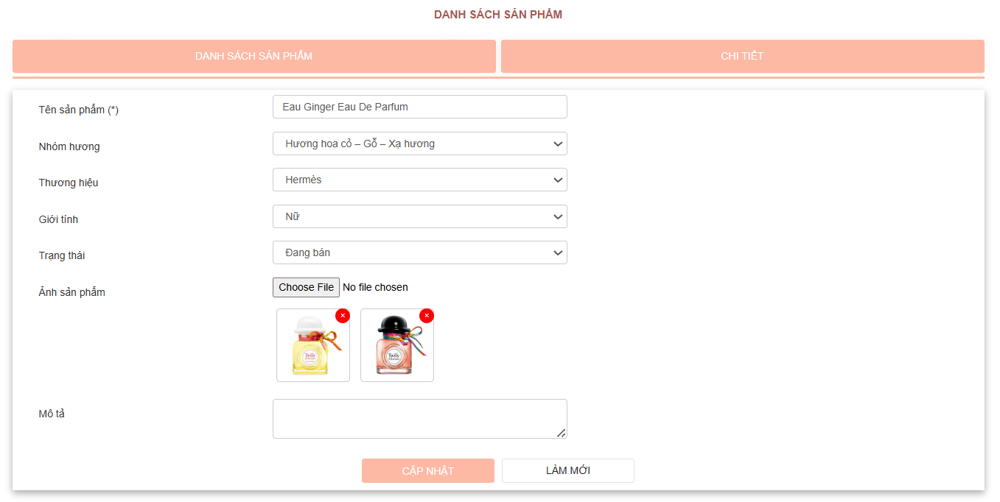 DANH SÁCH SẢN PHẨM
DANH SÁCH SẢN PHẨM
CHI TIẾT
Tên sản phẩm (*)
Eau Ginger Eau De Parfum
Nhóm hương
Hương hoa cỏ – Gỗ – Xạ hương
Thương hiệu
Hermès
Giới tính
Nữ
Trạng thái
Đang bán
Ảnh sản phẩm
Choose File No file chosen
Twilly
Twilly
Mô tả
CẬP NHẬT
LÀM MỚI